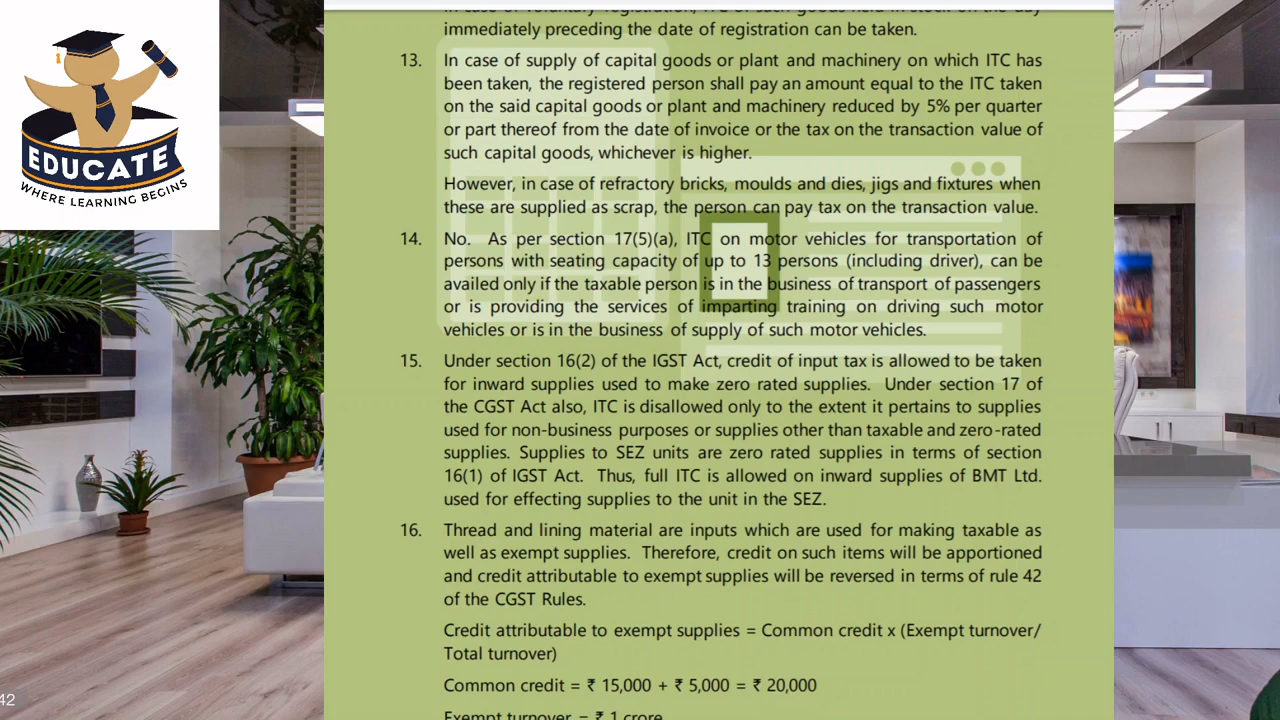 EDUCATE
WHERE LEARNING BEGINS
immediately preceding the date of registration can be taken.
13. In case of supply of capital goods or plant and machinery on which ITC has
been taken, the registered person shall pay an amount equal to the ITC taken
on the said capital goods or plant and machinery reduced by 5% per quarter
or part thereof from the date of invoice or the tax on the transaction value of
such capital goods, whichever is higher.
However, in case of refractory bricks, moulds and dies, jigs and fixtures when
these are supplied as scrap, the person can pay tax on the transaction value.
14. No. As per section 17(5)(a), ITC on motor vehicles for transportation of
persons with seating capacity of up to 13 persons (including driver), can be
availed only if the taxable person is in the business of transport of passengers
or is providing the services of imparting training on driving such motor
vehicles or is in the business of supply of such motor vehicles.
15. Under section 16(2) of the IGST Act, credit of input tax is allowed to be taken
for inward supplies used to make zero rated supplies. Under section 17 of
the CGST Act also, ITC is disallowed only to the extent it pertains to supplies
used for non-business purposes or supplies other than taxable and zero-rated
supplies. Supplies to SEZ units are zero rated supplies in terms of section
16(1) of IGST Act. Thus, full ITC is allowed on inward supplies of BMT Ltd.
used for effecting supplies to the unit in the SEZ.
16. Thread and lining material are inputs which are used for making taxable as
well as exempt supplies. Therefore, credit on such items will be apportioned
and credit attributable to exempt supplies will be reversed in terms of rule 42
of the CGST Rules.
Credit attributable to exempt supplies = Common credit x (Exempt turnover/
Total turnover)
Common credit = ₹ 15,000 + ₹ 5,000 = ₹ 20,000
Exempt turnover = ₹ 1 crore
42